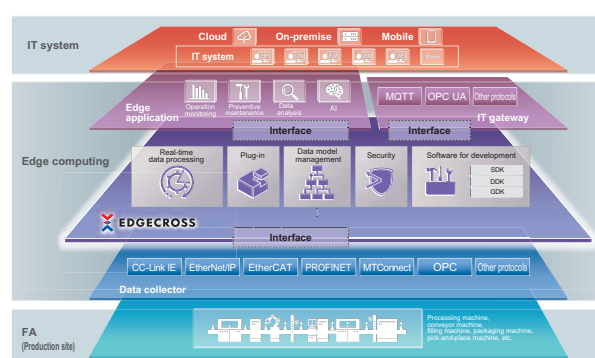 IT system
Cloud
On-premise
Mobile
IT system
Edge
application
Operation
monitoring
Preventive
maintenance
Data
analysis
AI
MQTT
OPC UA
Other protocols
IT gateway
Interface
Interface
Edge computing
Real-time
data processing
Plug-in
Data model
management
Security
Software for development
SDK
DDK
GDK
EDGECROSS
Interface
CC-Link IE
EtherNet/IP
EtherCAT
PROFINET
MTConnect
OPC
Other protocols
Data collector
FA
(Production site)
Processing machine,
conveyor machine,
filling machine, packaging machine,
pick-and-place machine, etc.